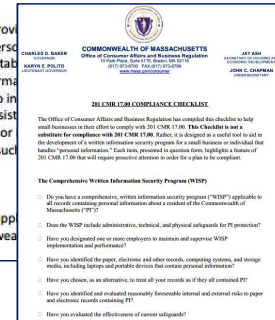 CHARLES D. BAKER
GOVERNOR
KARYN E. POLITO
LIEUTENANT GOVERNOR
COMMONWEALTH OF MASSACHUSETTS
Office of Consumer Affairs and Business Regulation
10 Park Plaza, Suite 5170, Boston, MA 02116
(617) 973-8700 FAX (617) 973-8799
www.mass.gov/consumer
JAY ASH
SECRETARY OF HOUSING AND
ECONOMIC DEVELOPMENT
JOHN C. CHAPMAN
UNDERSECRETARY
201 CMR 17.00 COMPLIANCE CHECKLIST
The Office of Consumer Affairs and Business Regulation has compiled this checklist to help
small businesses in their effort to comply with 201 CMR 17.00. This Checklist is not a
substitute for compliance with 201 CMR 17.00. Rather, it is designed as a useful tool to aid in
the development of a written information security program for a small business or individual that
handles "personal information." Each item, presented in question form, highlights a feature of
201 CMR 17.00 that will require proactive attention in order for a plan to be compliant.
The Comprehensive Written Information Security Program (WISP)
Do you have a comprehensive, written information security program ("WISP") applicable to
all records containing personal information about a resident of the Commonwealth of
Massachusetts ("PI")?
Does the WISP include administrative, technical, and physical safeguards for PI protection?
Have you designated one or more employees to maintain and supervise WISP
implementation and performance?
Have you identified the paper, electronic and other records, computing systems, and storage
media, including laptops and portable devices that contain personal information?
Have you chosen, as an alternative, to treat all your records as if they all contained PI?
Have you identified and evaluated reasonably foreseeable internal and external risks to paper
and electronic records containing PI?
Have you evaluated the effectiveness of current safeguards?